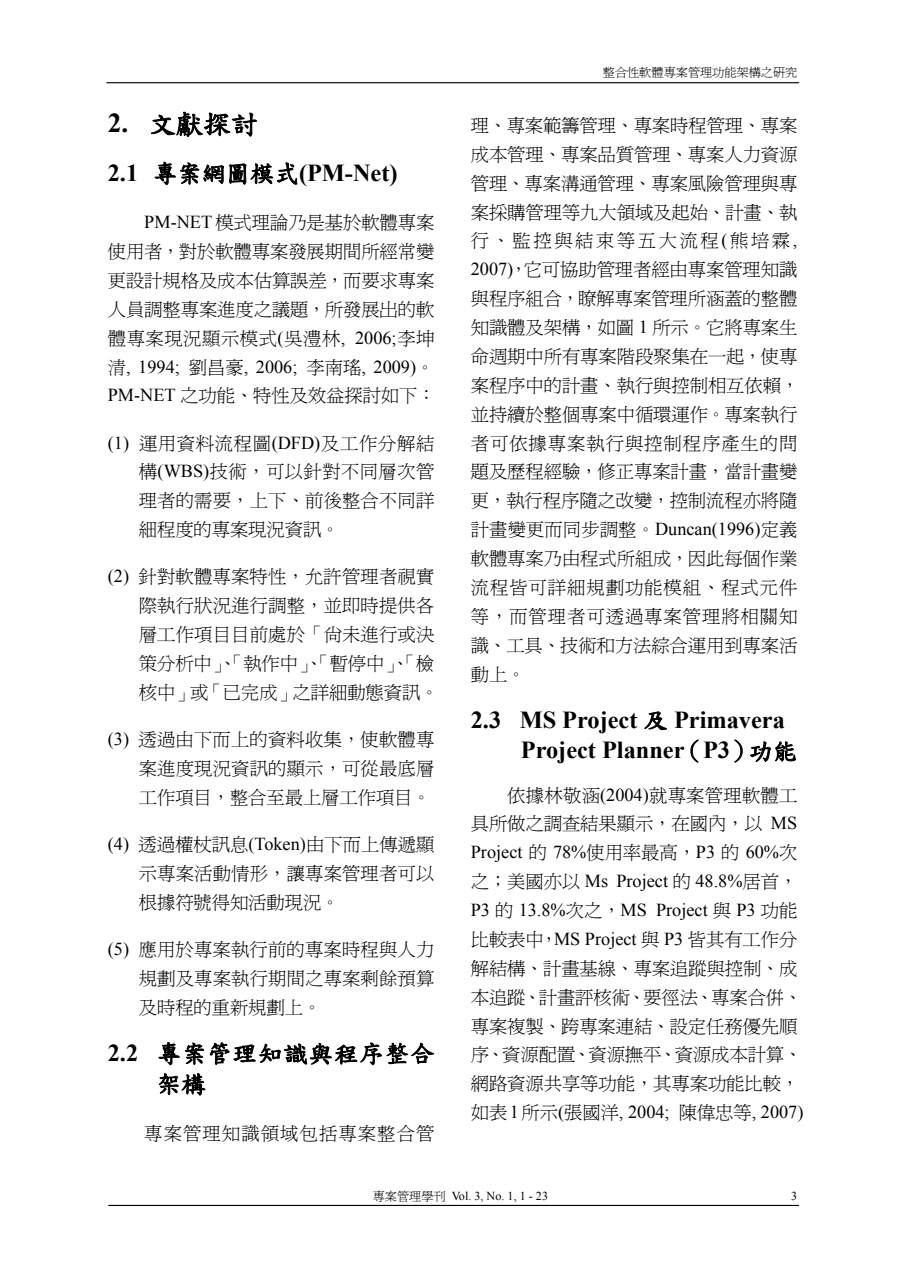 整合性軟體專案管理功能架構之研究
2. 文獻探討
2.1 專案網圖模式(PM-Net)
PM-NET模式理論乃是基於軟體專案
使用者，對於軟體專案發展期間所經常變
更設計規格及成本估算誤差，而要求專案
人員調整專案進度之議題，所發展出的軟
體專案現況顯示模式(吳澧林, 2006;李坤
清, 1994; 劉昌豪, 2006; 李南瑤, 2009)。
PM-NET 之功能、特性及效益探討如下：
(1) 運用資料流程圖(DFD)及工作分解結
構(WBS)技術，可以針對不同層次管
理者的需要，上下、前後整合不同詳
細程度的專案現況資訊。
(2) 針對軟體專案特性，允許管理者視實
際執行狀況進行調整，並即時提供各
層工作項目目前處於「尚未進行或決
策分析中」、「執作中」、「暫停中」、「檢
核中」或「已完成」之詳細動態資訊。
(3) 透過由下而上的資料收集，使軟體專
案進度現況資訊的顯示，可從最底層
工作項目，整合至最上層工作項目。
(4) 透過權杖訊息(Token)由下而上傳遞顯
示專案活動情形，讓專案管理者可以
根據符號得知活動現況。
(5) 應用於專案執行前的專案時程與人力
規劃及專案執行期間之專案剩餘預算
及時程的重新規劃上。
2.2 專案管理知識與程序整合
架構
專案管理知識領域包括專案整合管
理、專案範籌管理、專案時程管理、專案
成本管理、專案品質管理、專案人力資源
管理、專案溝通管理、專案風險管理與專
案採購管理等九大領域及起始、計畫、執
行、監控與結束等五大流程(熊培霖,
2007)，它可協助管理者經由專案管理知識
與程序組合，瞭解專案管理所涵蓋的整體
知識體及架構，如圖 1 所示。它將專案生
命週期中所有專案階段聚集在一起，使專
案程序中的計畫、執行與控制相互依賴，
並持續於整個專案中循環運作。專案執行
者可依據專案執行與控制程序產生的問
題及歷程經驗，修正專案計畫，當計畫變
更，執行程序隨之改變，控制流程亦將隨
計畫變更而同步調整。Duncan(1996)定義
軟體專案乃由程式所組成，因此每個作業
流程皆可詳細規劃功能模組、程式元件
等，而管理者可透過專案管理將相關知
識、工具、技術和方法綜合運用到專案活
動上。
2.3 MS Project 及 Primavera
Project Planner（P3）功能
依據林敬涵(2004)就專案管理軟體工
具所做之調查結果顯示，在國內，以 MS
Project 的 78%使用率最高，P3 的 60%次
之；美國亦以 Ms Project 的 48.8%居首，
P3 的 13.8%次之，MS Project 與 P3 功能
比較表中，MS Project 與 P3 皆其有工作分
解結構、計畫基線、專案追蹤與控制、成
本追蹤、計畫評核術、要徑法、專案合併、
專案複製、跨專案連結、設定任務優先順
序、資源配置、資源撫平、資源成本計算、
網路資源共享等功能，其專案功能比較，
如表1所示(張國洋, 2004; 陳偉忠等, 2007)
專案管理學刊 Vol. 3, No. 1, 1 - 23
3